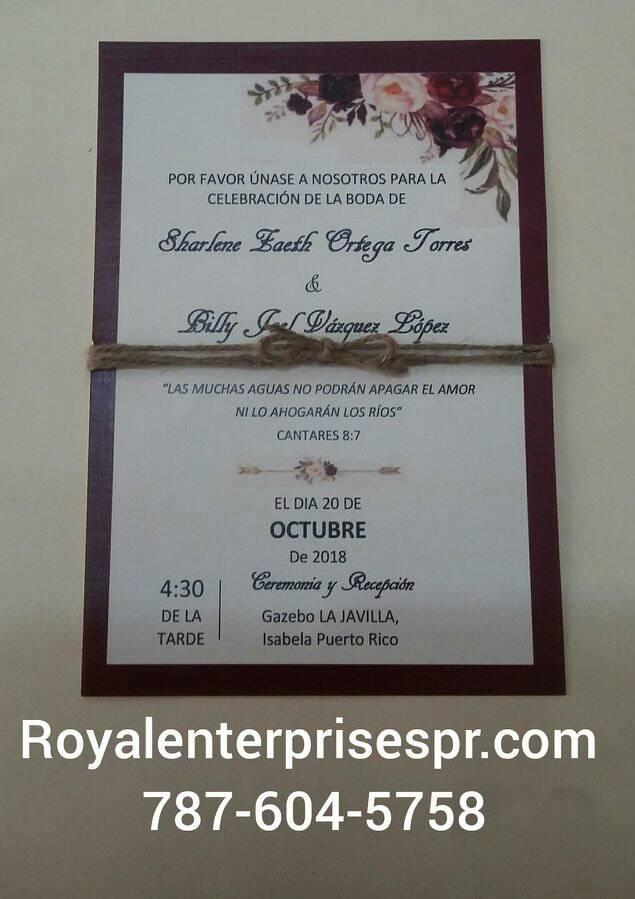 POR FAVOR ÚNASE A NOSOTROS PARA LA
CELEBRACIÓN DE LA BODA DE
Sharlene Zaeth Ortega Torres
&
Billy Joel Vázquez López
"LAS MUCHAS AGUAS NO PODRÁN APAGAR EL AMOR
NI LO AHOGARÁN LOS RÍOS"
CANTARES 8:7
EL DIA 20 DE
OCTUBRE
De 2018
Ceremonia y Recepción
4:30
DE LA
TARDE
Gazebo LA JAVILLA,
Isabela Puerto Rico
Royalenterprisespr.com
787-604-5758